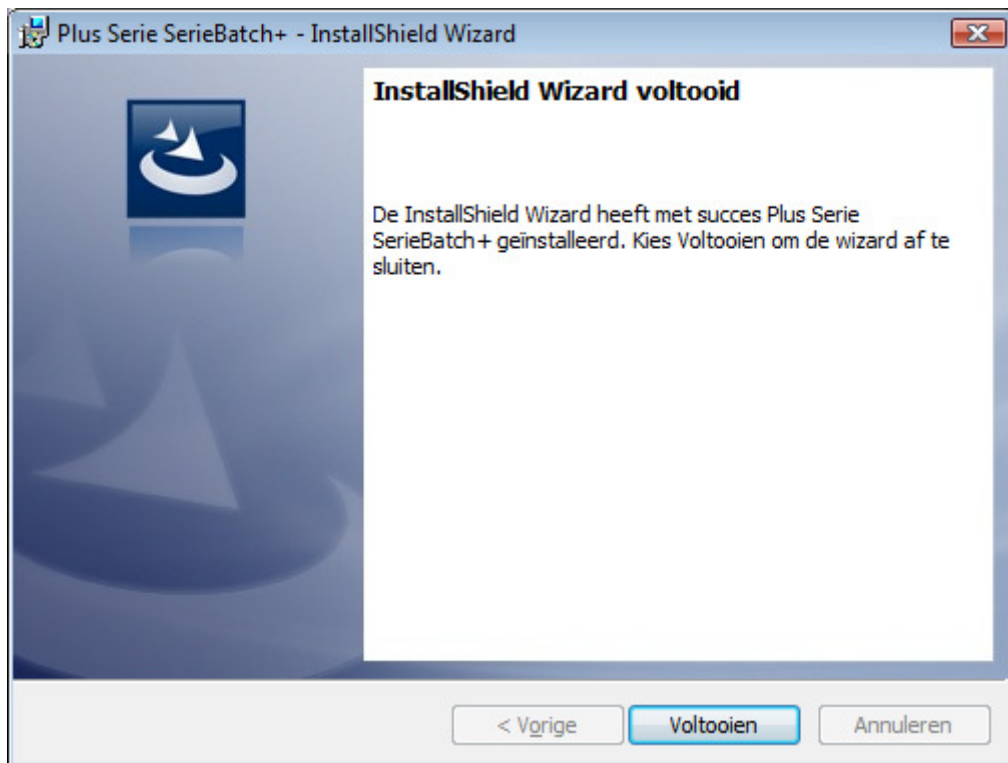 Plus Serie SerieBatch+ - InstallShield Wizard
InstallShield Wizard voltooid
De InstallShield Wizard heeft met succes Plus Serie
SerieBatch+ geïnstalleerd. Kies Voltooien om de wizard af te
sluiten.
< Vorige
Voltooien
Annuleren